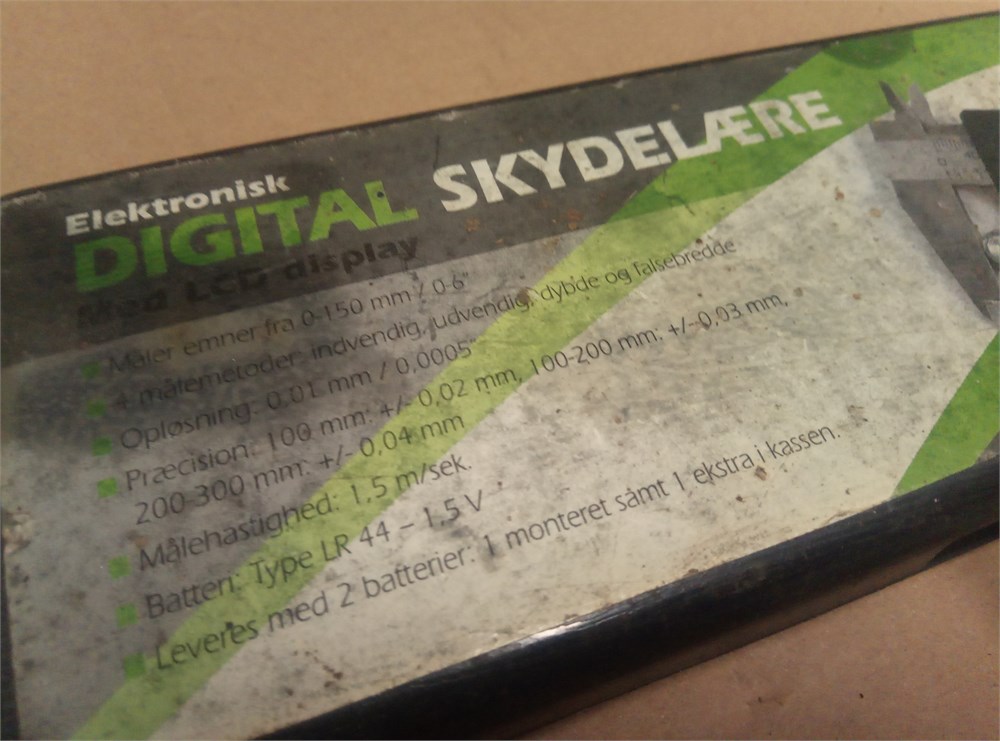 Elektronisk
DIGITAL SKYDELÆRE
Med LCD display
Måler emner fra 0-150 mm / 0-6"
4 målemetoder: indvendig, udvendig, dybde og falsebredde
Opløsning: 0,01 mm / 0,0005"
Præcision: 100 mm: +/- 0,02 mm, 100-200 mm: +/-0,03 mm,
200-300 mm: +/- 0,04 mm
Målehastighed: 1,5 m/sek.
Batteri: Type LR 44 – 1,5 V
Leveres med 2 batterier: 1 monteret samt 1 ekstra i kassen.